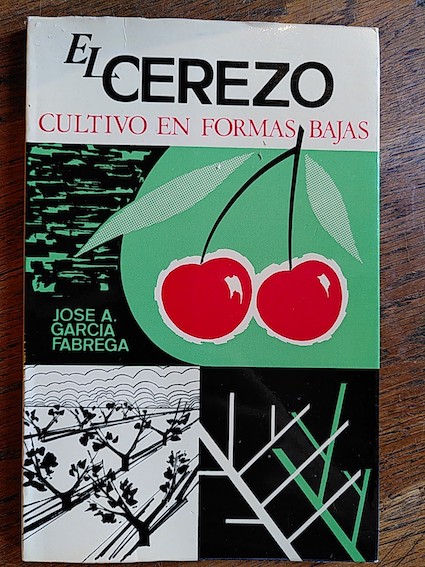 EL CEREZO
CULTIVO EN FORMAS BAJAS
JOSE A.
GARCIA
FABREGA